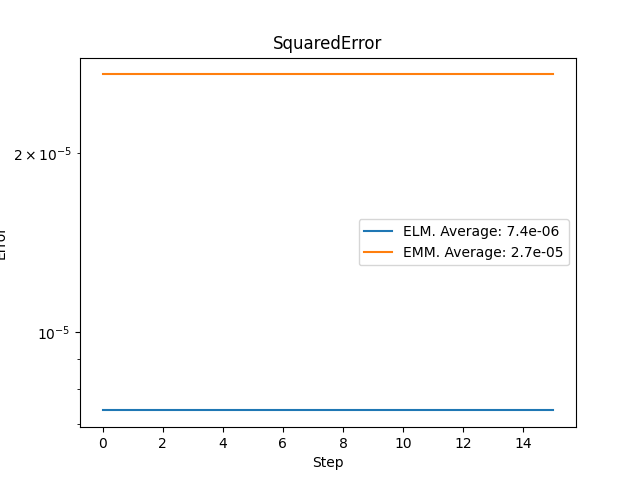 SquaredError
Error
2 × 10⁻⁵
10⁻⁵
ELM. Average: 7.4e-06
EMM. Average: 2.7e-05
0 2 4 6 8 10 12 14
Step